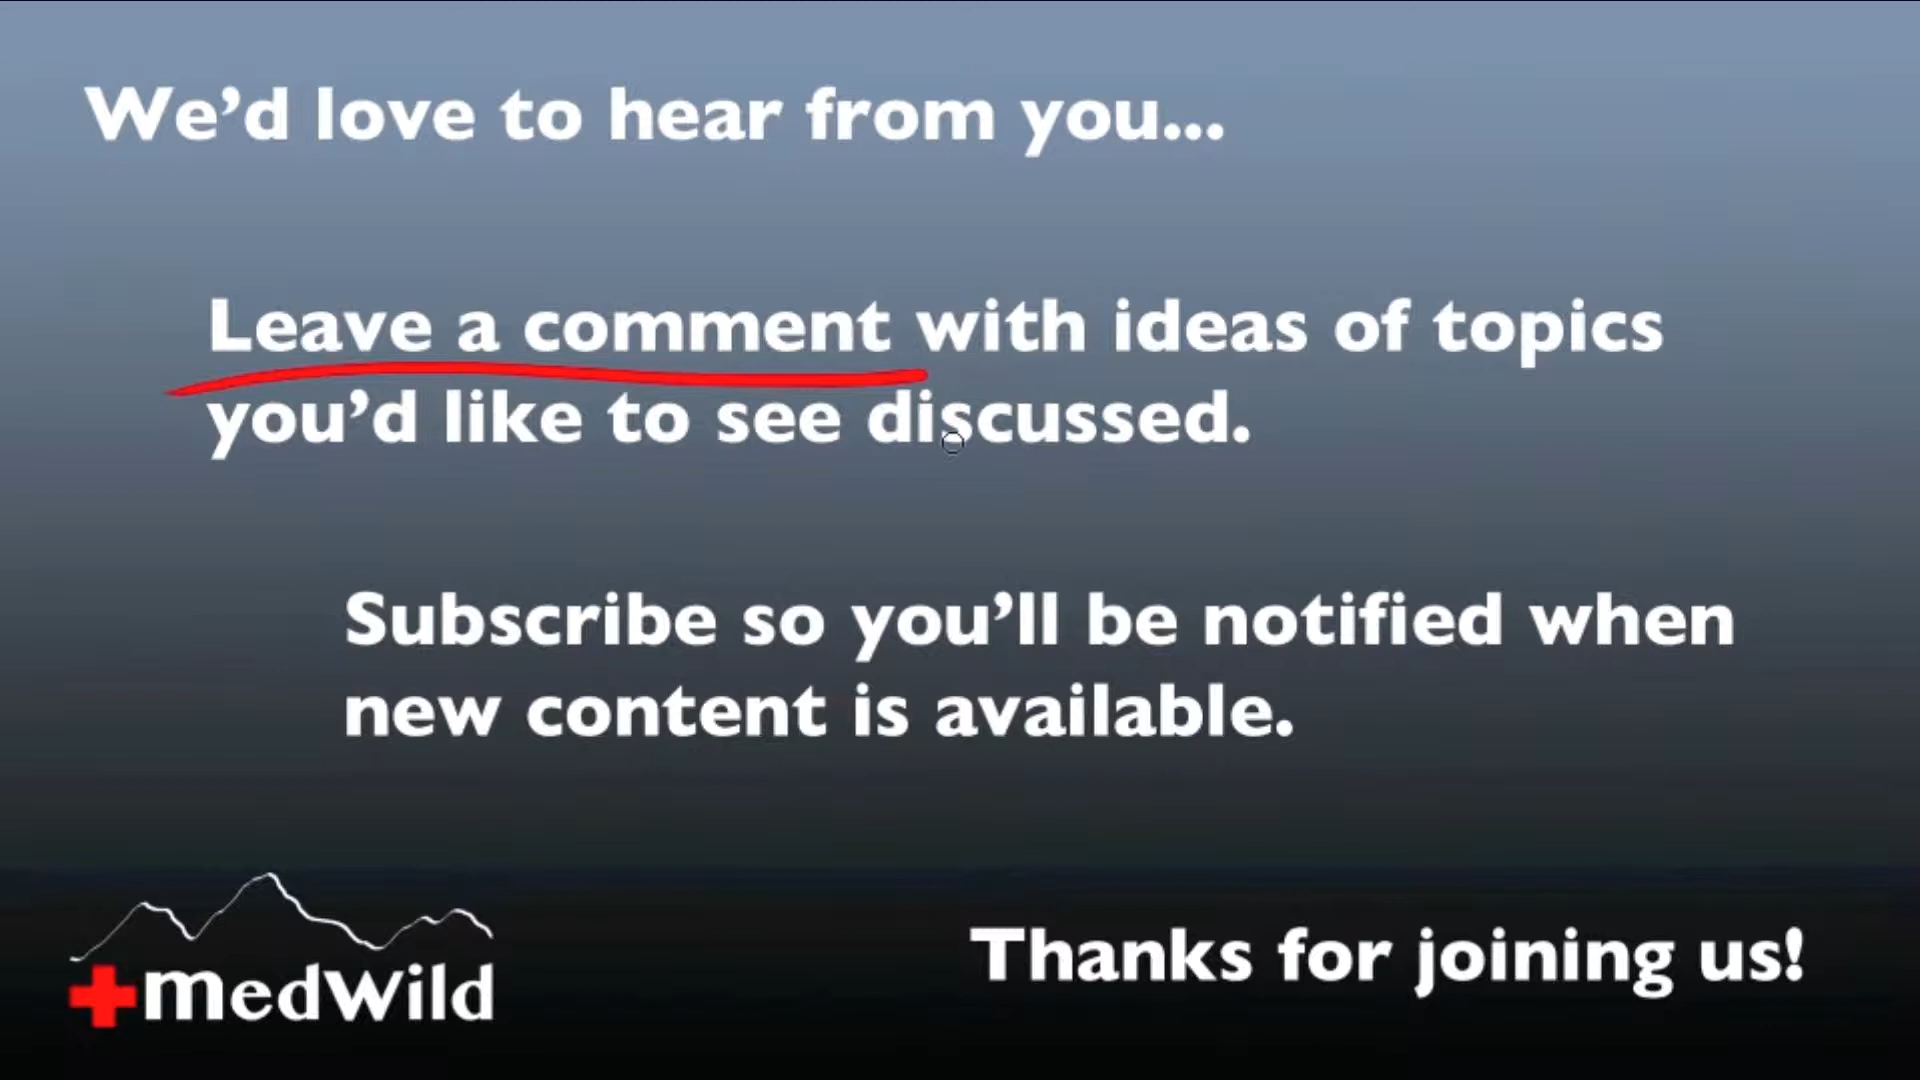 We’d love to hear from you...
Leave a comment with ideas of topics
you’d like to see discussed.
Subscribe so you’ll be notified when
new content is available.
Thanks for joining us!
medWild